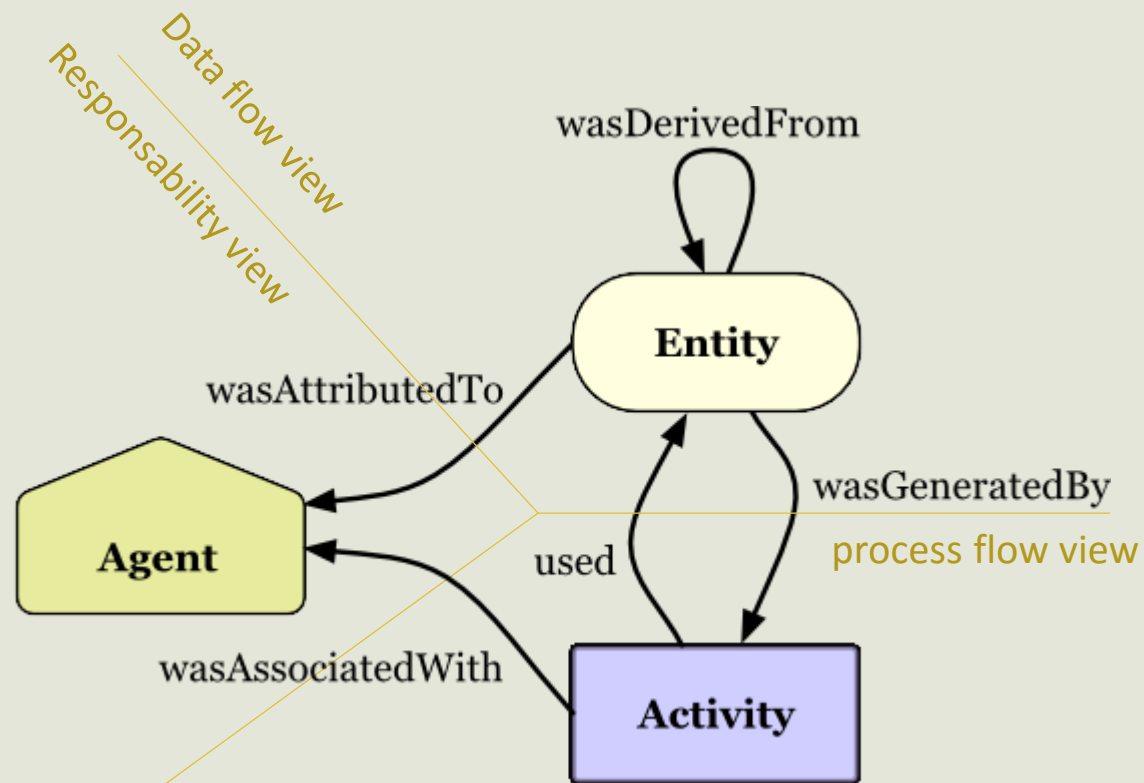 Data flow view
Responsability view
wasDerivedFrom
Entity
wasAttributedTo
wasGeneratedBy
Agent
used
process flow view
wasAssociatedWith
Activity